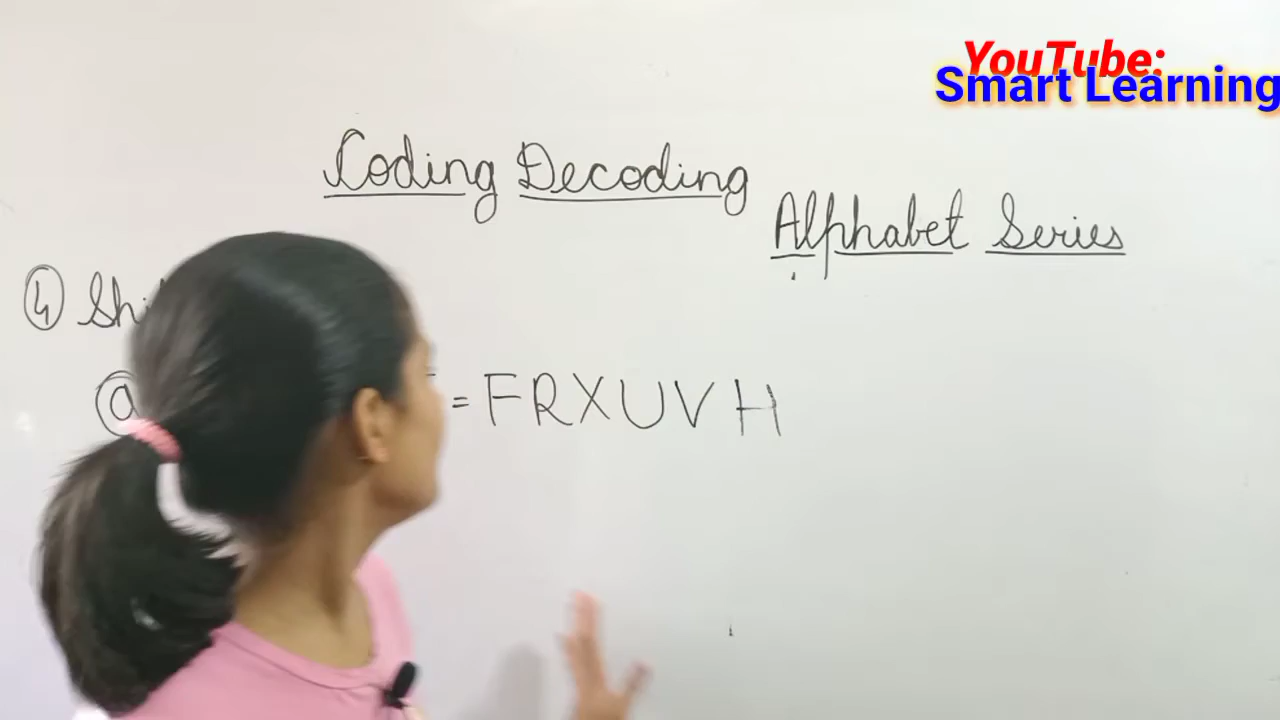 YouTube:
Smart Learning
Coding Decoding
Alphabet Series
④
ⓐ = FRXUVH